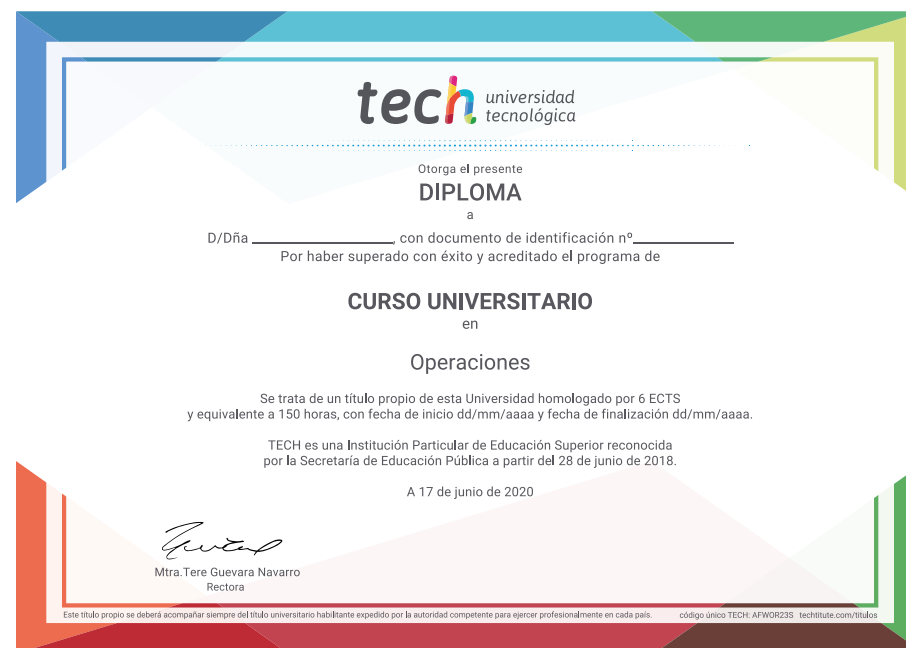 tech universidad
tecnológica
Otorga el presente
DIPLOMA
a
D/Dña ____________________, con documento de identificación nº______________
Por haber superado con éxito y acreditado el programa de
CURSO UNIVERSITARIO
en
Operaciones
Se trata de un título propio de esta Universidad homologado por 6 ECTS
y equivalente a 150 horas, con fecha de inicio dd/mm/aaaa y fecha de finalización dd/mm/aaaa.
TECH es una Institución Particular de Educación Superior reconocida
por la Secretaría de Educación Pública a partir del 28 de junio de 2018.
A 17 de junio de 2020
Mtra.Tere Guevara Navarro
Rectora
Este título propio se deberá acompañar siempre del título universitario habilitante expedido por la autoridad competente para ejercer profesionalmente en cada país. código único TECH: AFWOR23S techtitute.com/titulos